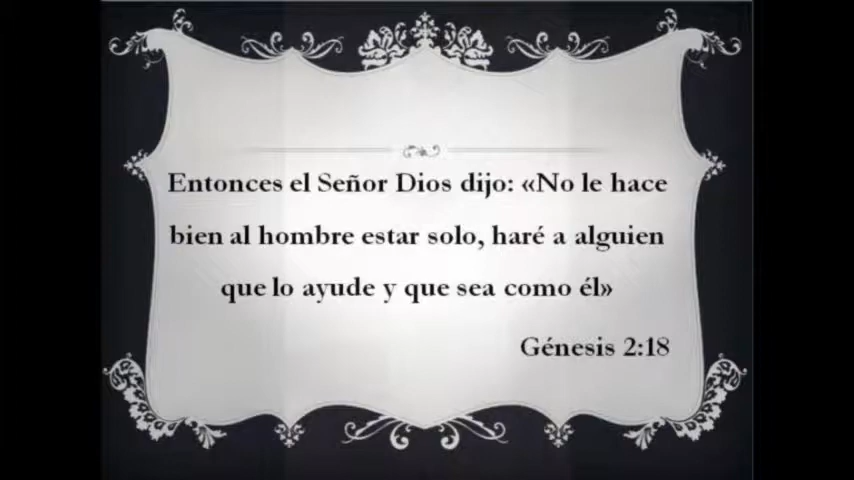 Entonces el Señor Dios dijo: «No le hace
bien al hombre estar solo, haré a alguien
que lo ayude y que sea como él»
Génesis 2:18